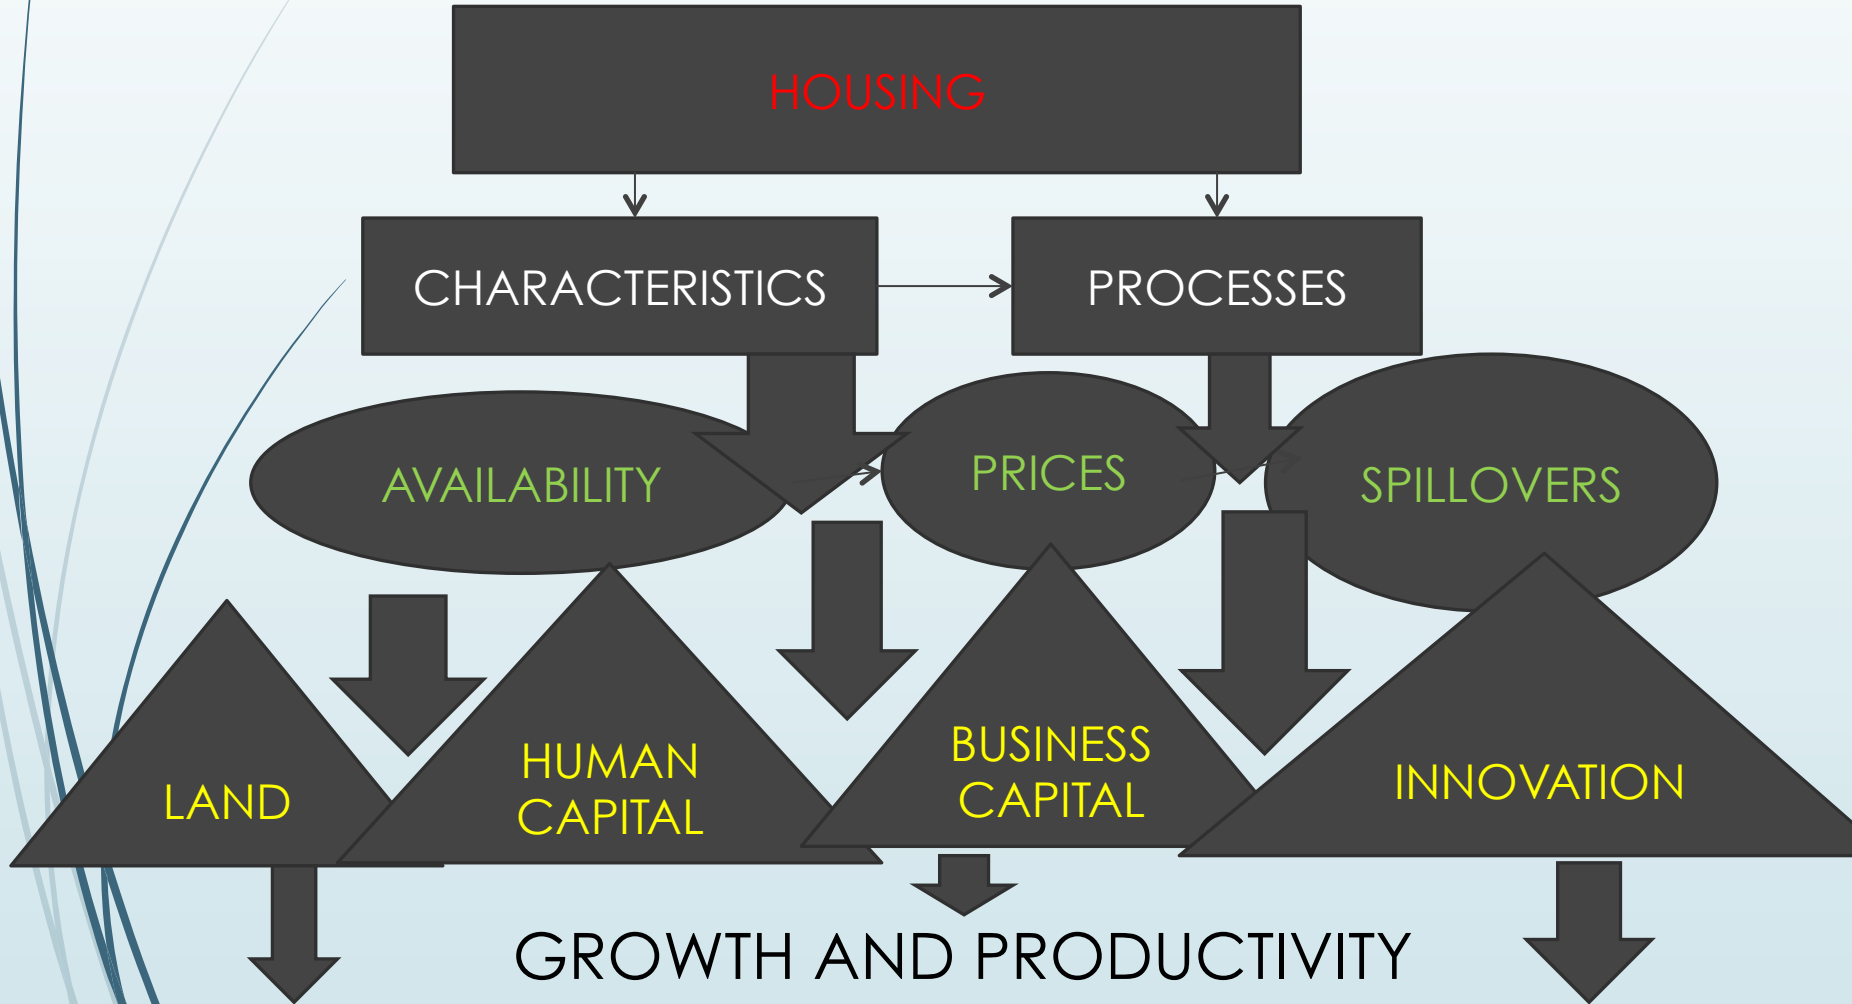 HOUSING
CHARACTERISTICS
PROCESSES
AVAILABILITY
PRICES
SPILLOVERS
LAND
HUMAN
CAPITAL
BUSINESS
CAPITAL
INNOVATION
GROWTH AND PRODUCTIVITY